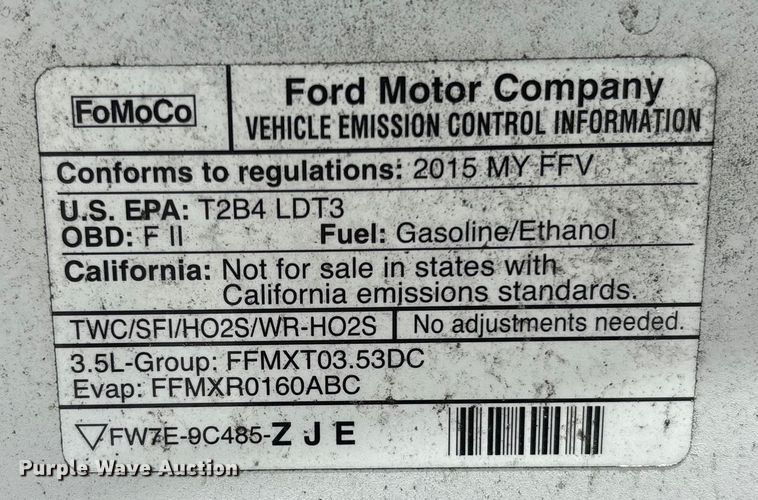 FoMoCo
Ford Motor Company
VEHICLE EMISSION CONTROL INFORMATION
Conforms to regulations: 2015 MY FFV
U.S. EPA: T2B4 LDT3
OBD: F II Fuel: Gasoline/Ethanol
California: Not for sale in states with
California emissions standards.
TWC/SFI/HO2S/WR-HO2S No adjustments needed.
3.5L-Group: FFMXT03.53DC
Evap: FFMXR0160ABC
▽FW7E-9C485-Z J E
Purple Wave Auction